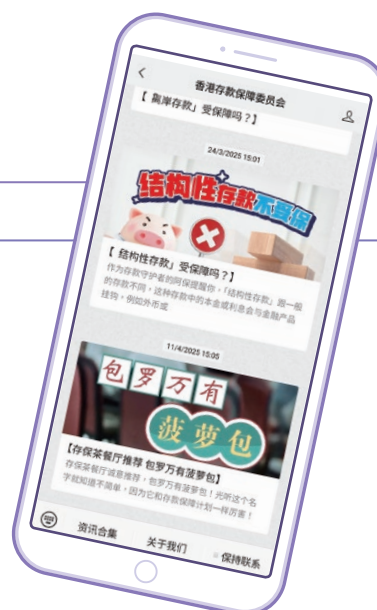 香港存款保障委员会
【 离岸存款」受保障吗？】
24/3/2025 15:01
结构性存款不受保
【 结构性存款」受保障吗？】
作为存款守护者的阿保提醒你，「结构性存款」跟一般
的存款不同，这种存款中的本金或利息会与金融产品
挂钩，例如外币或
11/4/2025 15:05
包罗万有
菠萝包
【存保茶餐厅推荐 包罗万有菠萝包】
存保茶餐厅诚意推荐，包罗万有菠萝包！光听这个名
字就知道不简单，因为它和存款保障计划一样厉害！
资讯合集
关于我们
保持联系